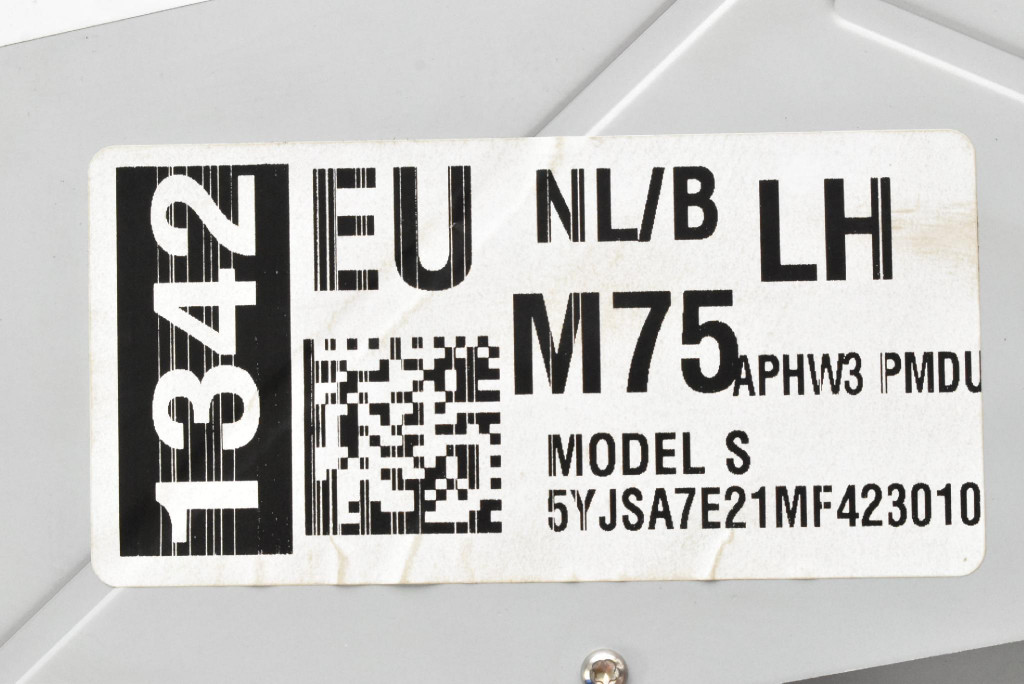 1342
EU NL/B LH
M75 APHW3 PMDU
MODEL S
5YJSA7E21MF423010